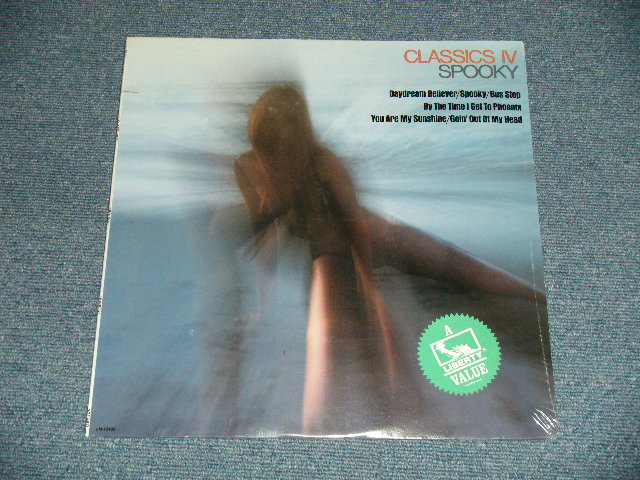 CLASSICS IV
SPOOKY
Daydream Believer/Spooky/Bus Stop
By The Time I Get To Phoenix
You Are My Sunshine/Goin' Out Of My Head
A
LIBERTY
VALUE